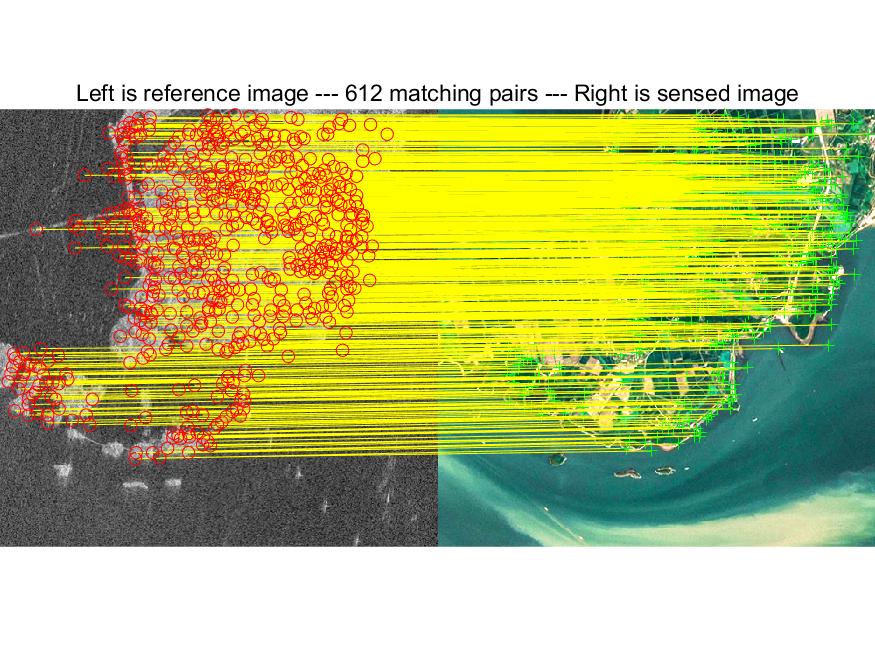 Left is reference image --- 612 matching pairs --- Right is sensed image